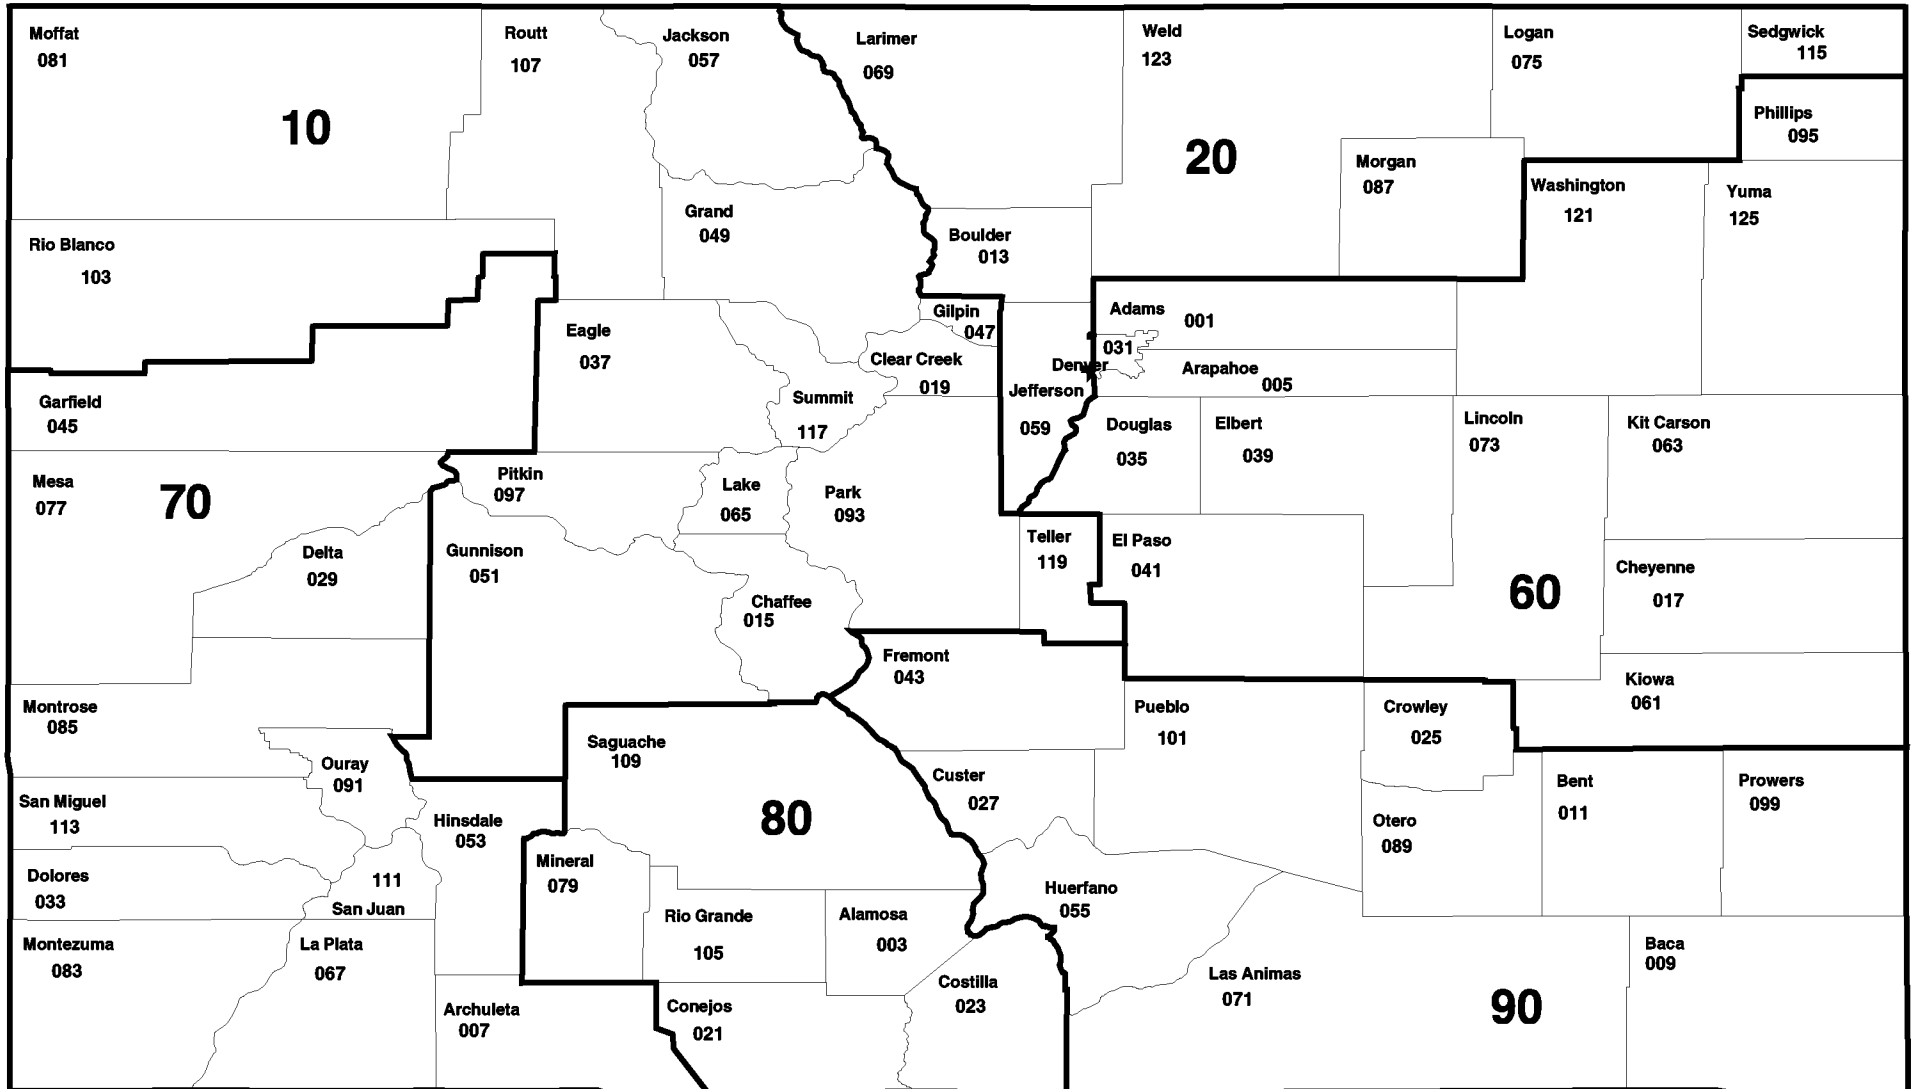 Moffat
081
Routt
107
Jackson
057
Larimer
069
Weld
123
Logan
075
Sedgwick
115
10
20
Phillips
095
Morgan
087
Washington
121
Yuma
125
Rio Blanco
103
Grand
049
Boulder
013
Eagle
037
Gilpin
047
Clear Creek
019
Adams
001
031
Denver
Arapahoe
005
Jefferson
059
Garfield
045
Summit
117
Douglas
035
Elbert
039
Lincoln
073
Kit Carson
063
Mesa
077
70
Pitkin
097
Lake
065
Park
093
Delta
029
Gunnison
051
Teller
119
El Paso
041
60
Cheyenne
017
Chaffee
015
Fremont
043
Kiowa
061
Montrose
085
Saguache
109
Pueblo
101
Crowley
025
Ouray
091
Custer
027
Bent
011
Prowers
099
San Miguel
113
Hinsdale
053
80
Otero
089
Dolores
033
111
San Juan
Mineral
079
Rio Grande
105
Alamosa
003
Huerfano
055
Montezuma
083
La Plata
067
Baca
009
Las Animas
071
90
Archuleta
007
Conejos
021
Costilla
023